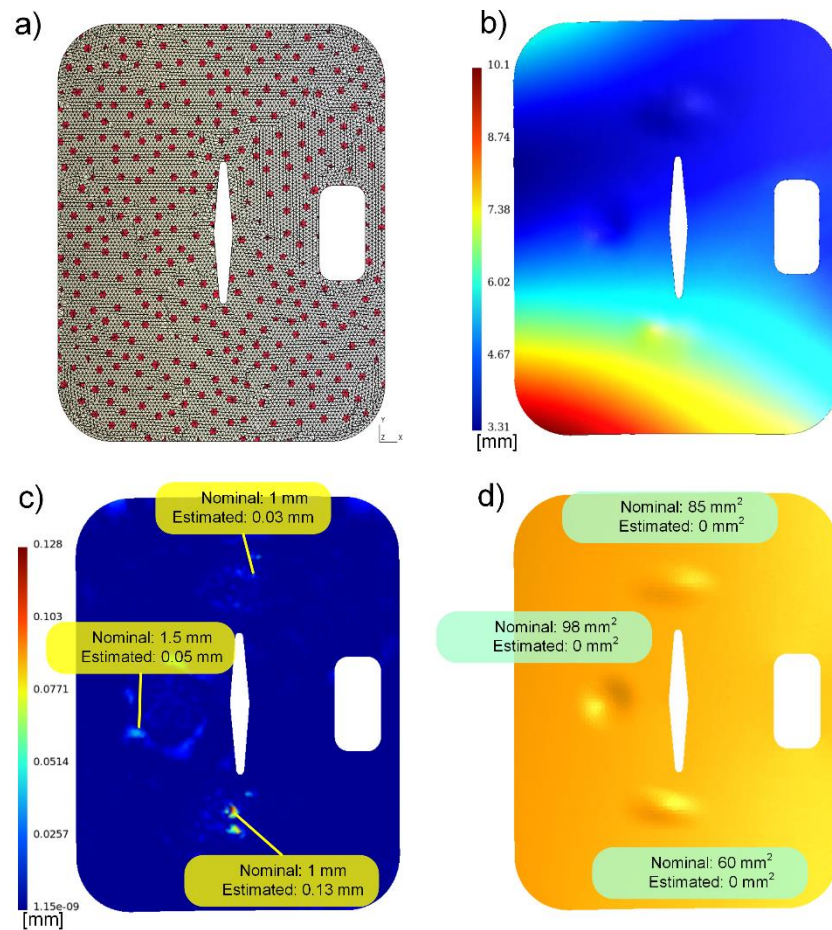 a)
Y
Z X
b)
10.1
8.74
7.38
6.02
4.67
3.31
[mm]
c)
0.128
0.103
0.0771
0.0514
0.0257
1.15e-09
[mm]
Nominal: 1 mm
Estimated: 0.03 mm
Nominal: 1.5 mm
Estimated: 0.05 mm
Nominal: 1 mm
Estimated: 0.13 mm
d)
Nominal: 85 mm²
Estimated: 0 mm²
Nominal: 98 mm²
Estimated: 0 mm²
Nominal: 60 mm²
Estimated: 0 mm²